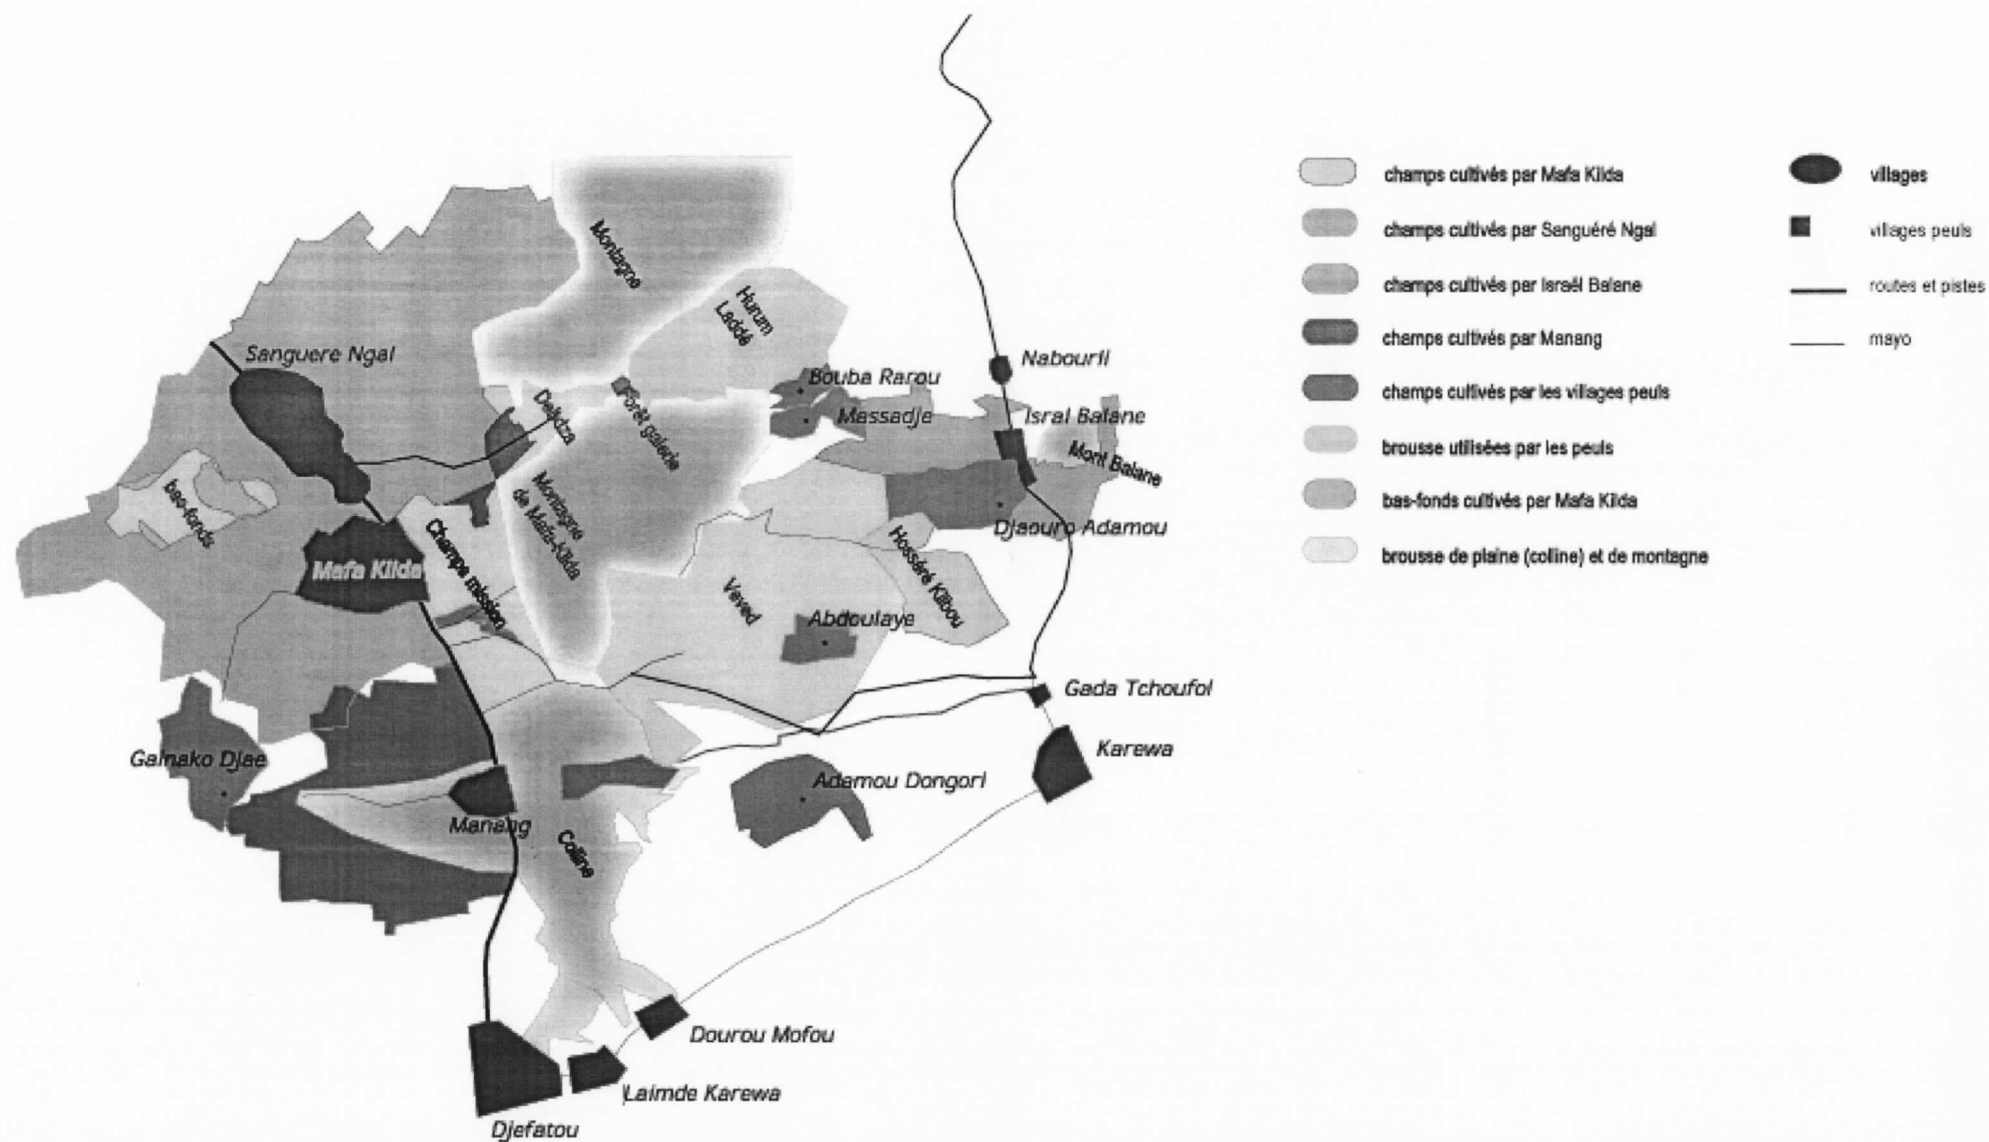 Montagne
Hurum
Laddé
Sanguere Ngal
Nabourli
Bouba Rarou
Massadje
Isral Balane
Mont Balane
Forêt galerie
bas-fonds
Montagne
de Mafa-Kilda
Djaouro Adamou
Mafa Kilda
Champs mission
Hosséré Kilbou
Veved
Abdoulaye
Gada Tchoufol
Karewa
Gainako Djae
Adamou Dongori
Manang
Colline
Dourou Mofou
Laimde Karewa
Djefatou
champs cultivés par Mafa Kilda
champs cultivés par Sanguéré Ngal
champs cultivés par Israël Balane
champs cultivés par Manang
champs cultivés par les villages peuls
brousse utilisées par les peuls
bas-fonds cultivés par Mafa Kilda
brousse de plaine (colline) et de montagne
villages
villages peuls
routes et pistes
mayo